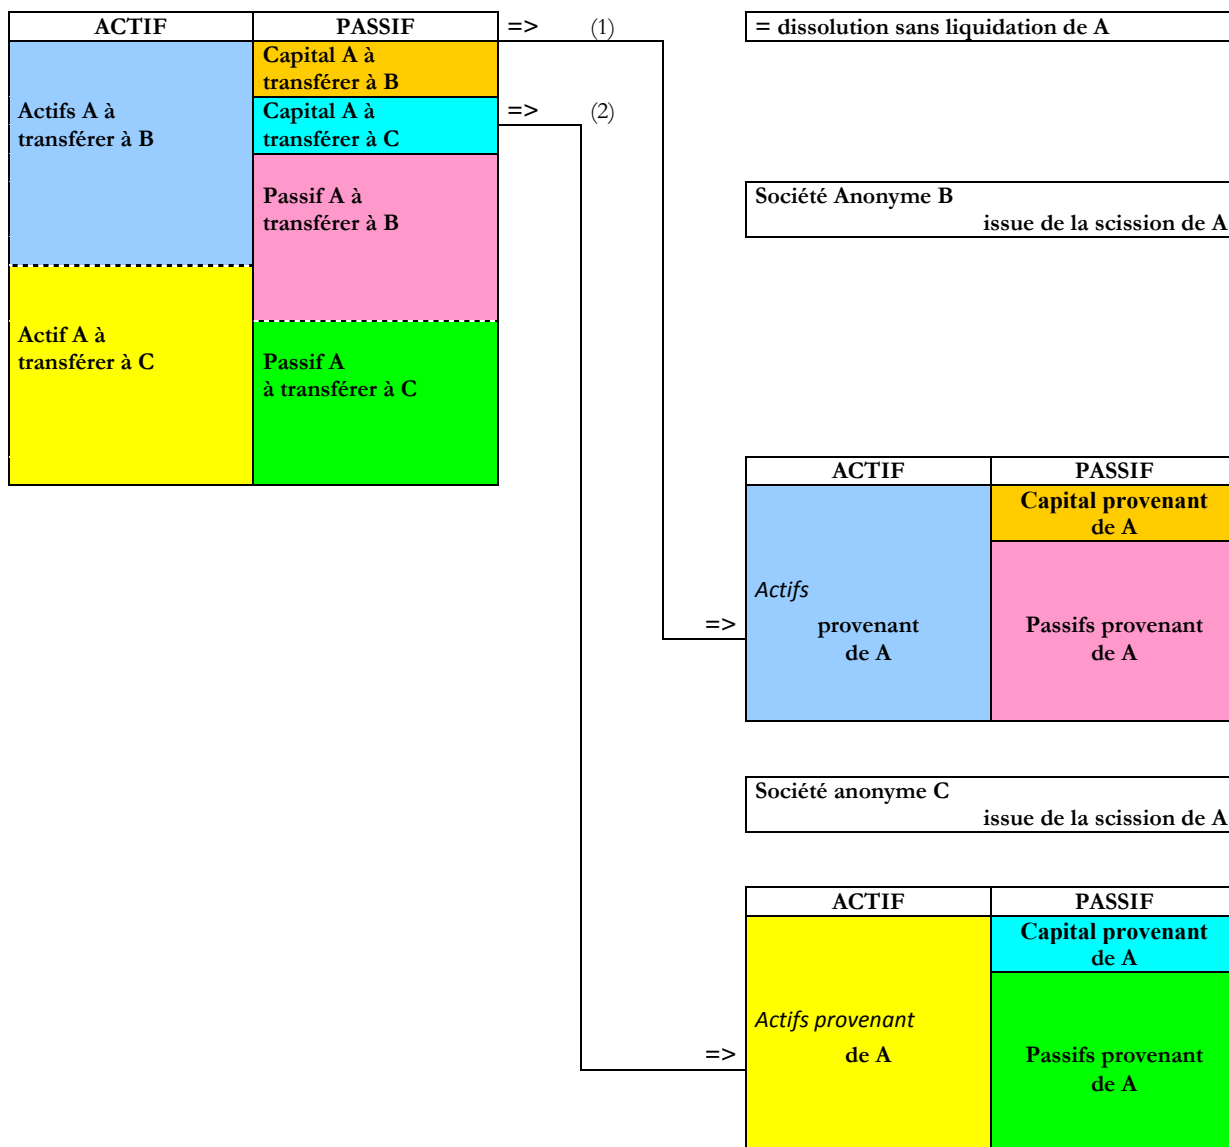 ACTIF PASSIF => (1) = dissolution sans liquidation de A
Capital A à
transférer à B
Actifs A à
transférer à B
Capital A à
transférer à C
=> (2)
Passif A à
transférer à B
Société Anonyme B
issue de la scission de A
Actif A à
transférer à C
Passif A
à transférer à C
ACTIF PASSIF
Capital provenant
de A
Actifs
=> provenant
de A
Passifs provenant
de A
Société anonyme C
issue de la scission de A
ACTIF PASSIF
Capital provenant
de A
Actifs provenant
=> de A
Passifs provenant
de A